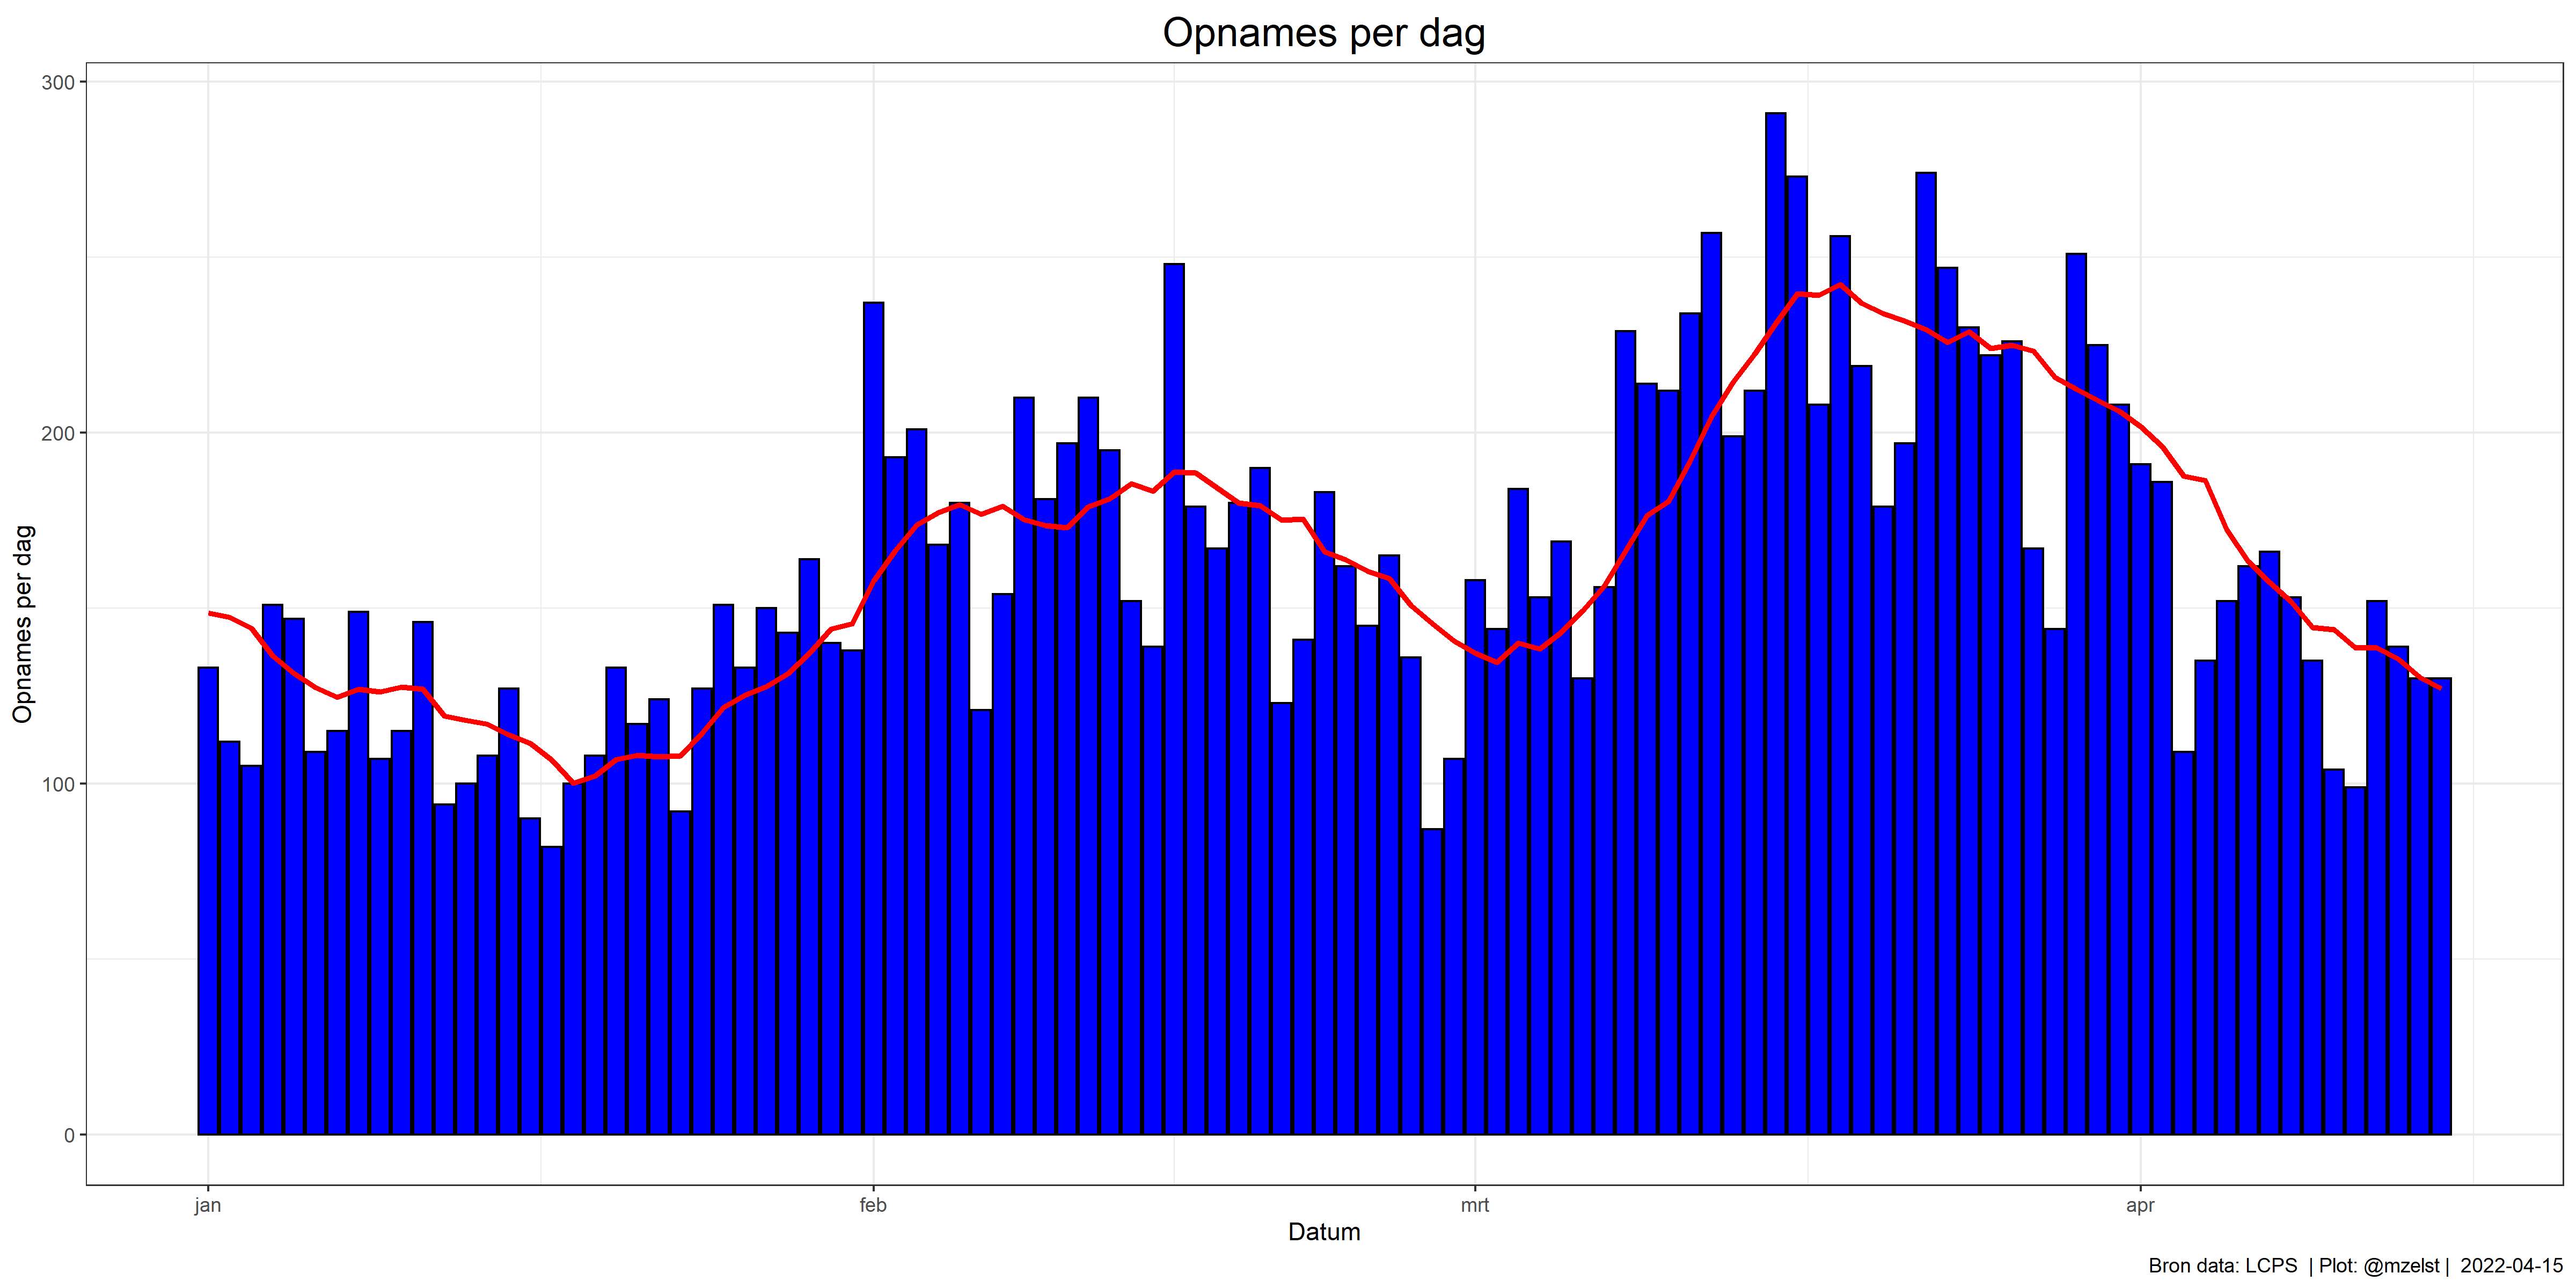 Opnames per dag
300
200
100
0
Opnames per dag
jan feb mrt apr
Datum
Bron data: LCPS | Plot: @mzelst | 2022-04-15